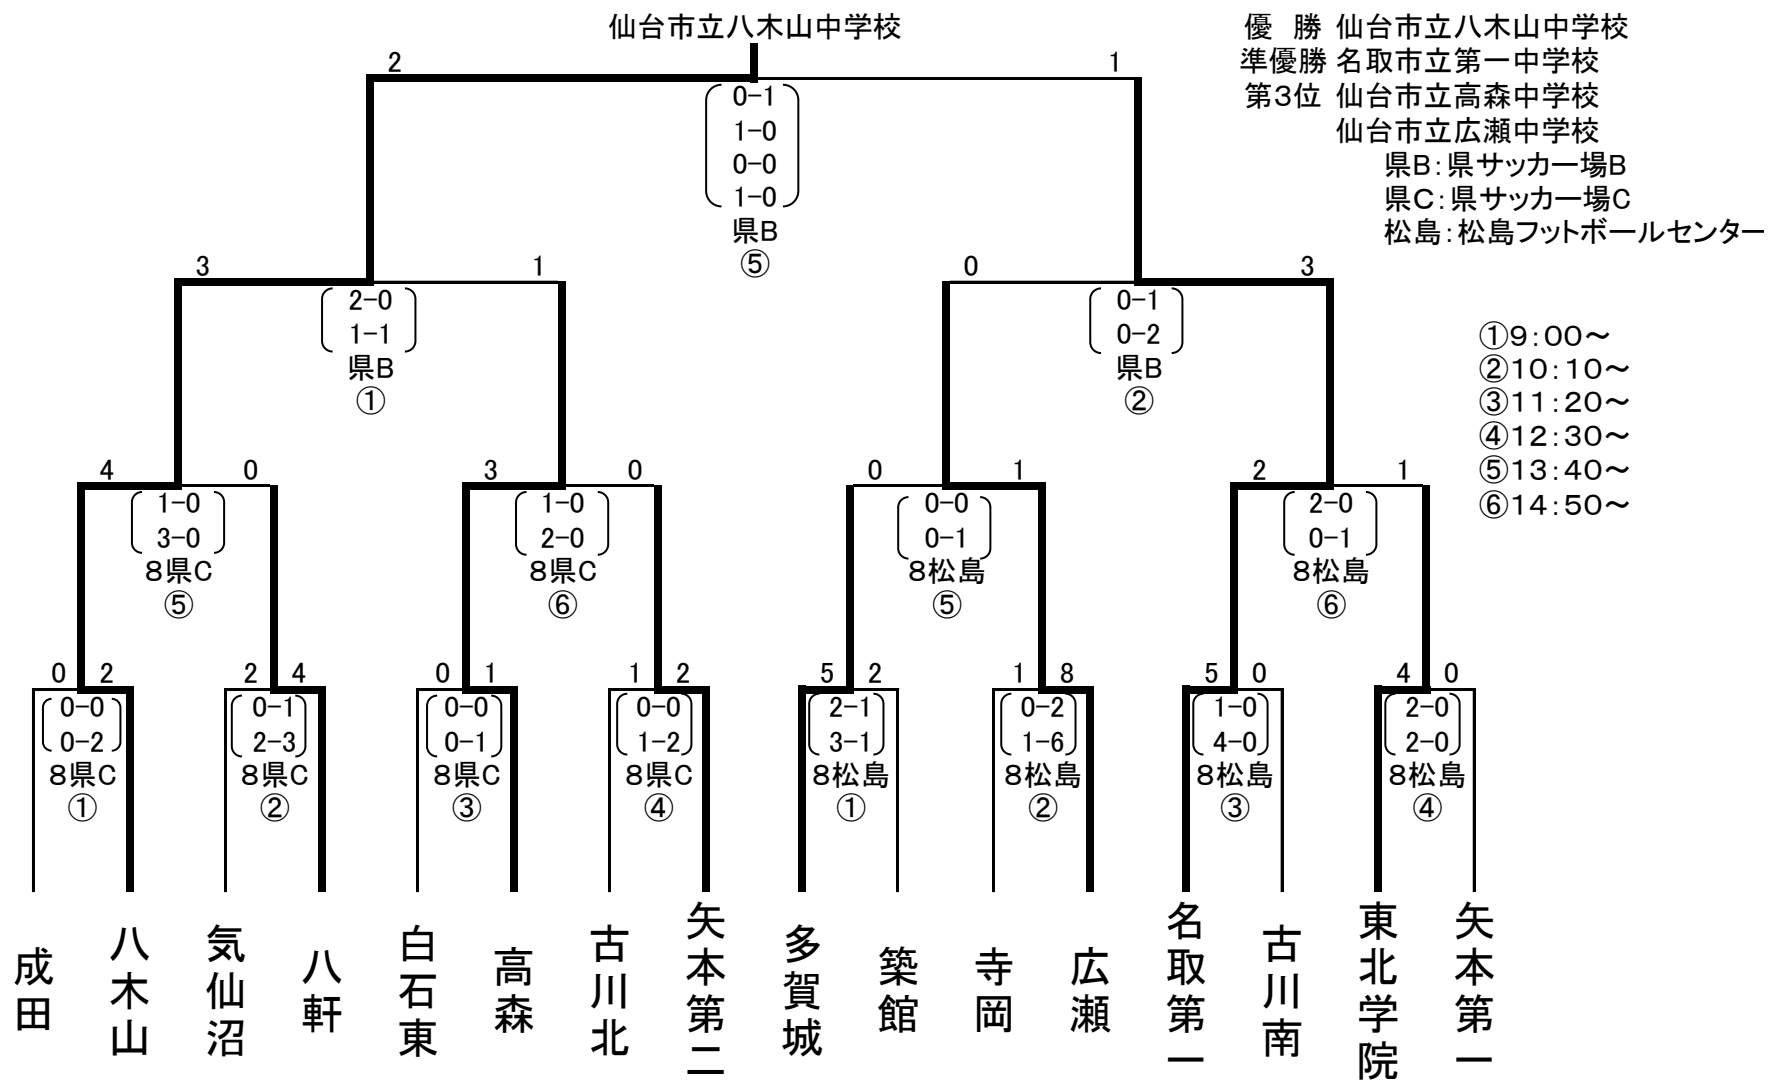 仙台市立八木山中学校
優　勝 仙台市立八木山中学校
準優勝 名取市立第一中学校
第3位 仙台市立高森中学校
仙台市立広瀬中学校
県B：県サッカー場B
県C：県サッカー場C
松島：松島フットボールセンター
2 1
0-1
1-0
0-0
1-0
県B
⑤
3 1 0 3
2-0 0-1
1-1 0-2
県B 県B
① ②
①9：00～
②10：10～
③11：20～
④12：30～
⑤13：40～
⑥14：50～
4 0 3 0 0 1 2 1
1-0 1-0 0-0 2-0
3-0 2-0 0-1 0-1
8県C 8県C 8松島 8松島
⑤ ⑥ ⑤ ⑥
0 2 2 4 0 1 1 2 5 2 1 8 5 0 4 0
0-0 0-1 0-0 0-0 2-1 0-2 1-0 2-0
0-2 2-3 0-1 1-2 3-1 1-6 4-0 2-0
8県C 8県C 8県C 8県C 8松島 8松島 8松島 8松島
① ② ③ ④ ① ② ③ ④
成田
八木山
気仙沼
八軒
白石東
高森
古川北
矢本第二
多賀城
築館
寺岡
広瀬
名取第一
古川南
東北学院
矢本第一